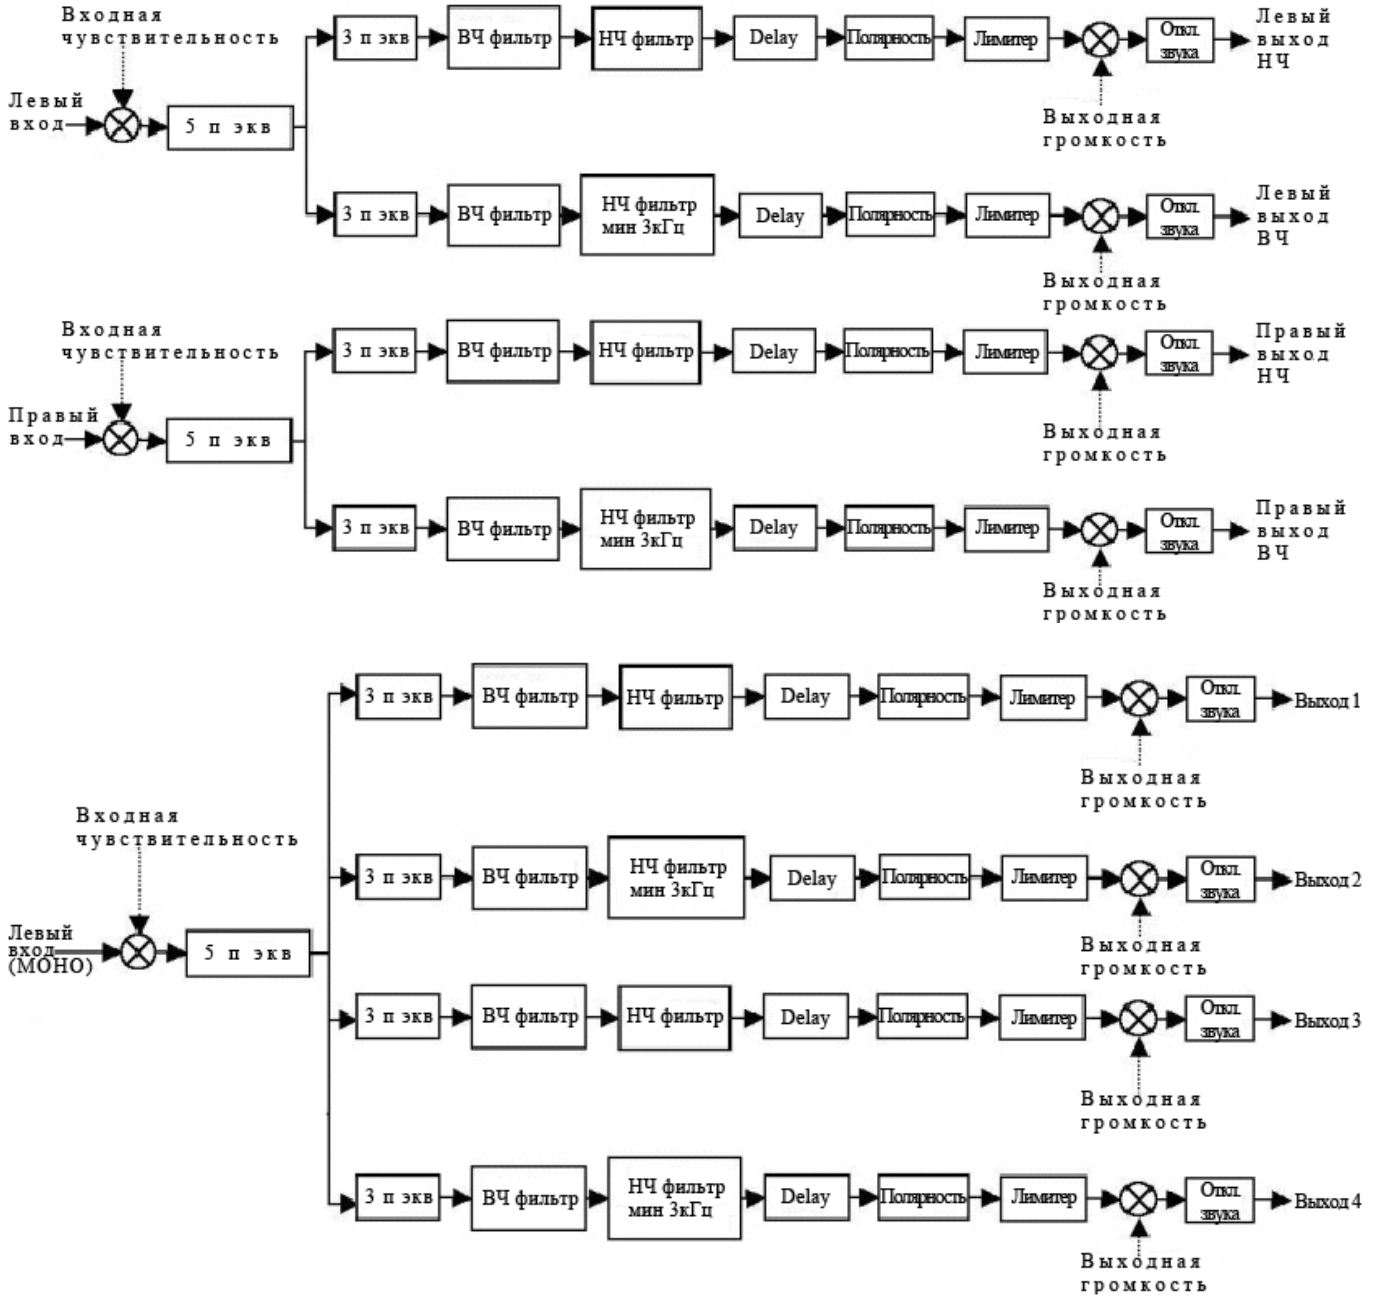 Входная
чувствительность
Левый
вход
5 п экв
3 п экв
ВЧ фильтр
НЧ фильтр
Delay
Полярность
Лимитер
Откл.
звука
Левый
выход
НЧ
Выходная
громкость
3 п экв
ВЧ фильтр
НЧ фильтр
мин 3кГц
Delay
Полярность
Лимитер
Откл.
звука
Левый
выход
ВЧ
Выходная
громкость
Входная
чувствительность
Правый
вход
5 п экв
3 п экв
ВЧ фильтр
НЧ фильтр
Delay
Полярность
Лимитер
Откл.
звука
Правый
выход
НЧ
Выходная
громкость
3 п экв
ВЧ фильтр
НЧ фильтр
мин 3кГц
Delay
Полярность
Лимитер
Откл.
звука
Правый
выход
ВЧ
Выходная
громкость
Входная
чувствительность
Левый
вход
(МОНО)
5 п экв
3 п экв
ВЧ фильтр
НЧ фильтр
Delay
Полярность
Лимитер
Откл.
звука
Выход 1
Выходная
громкость
3 п экв
ВЧ фильтр
НЧ фильтр
мин 3кГц
Delay
Полярность
Лимитер
Откл.
звука
Выход 2
Выходная
громкость
3 п экв
ВЧ фильтр
НЧ фильтр
Delay
Полярность
Лимитер
Откл.
звука
Выход 3
Выходная
громкость
3 п экв
ВЧ фильтр
НЧ фильтр
мин 3кГц
Delay
Полярность
Лимитер
Откл.
звука
Выход 4
Выходная
громкость